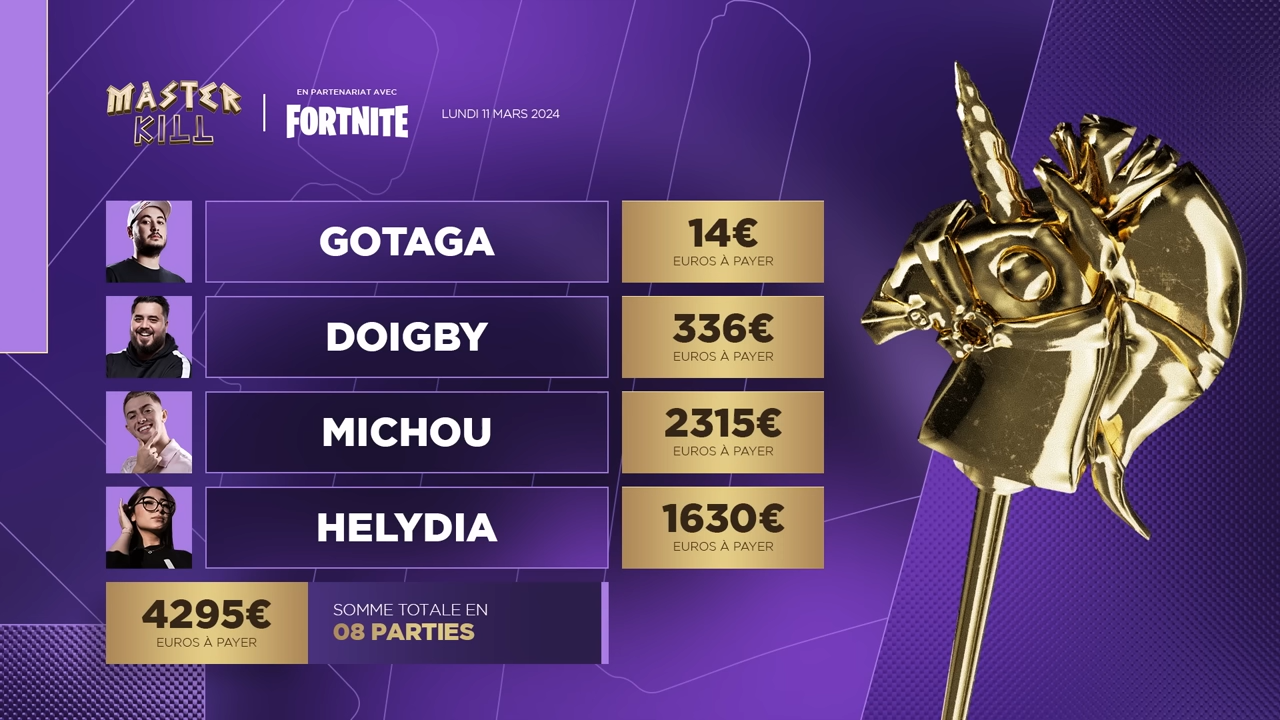 MASTER
KILL
EN PARTENARIAT AVEC
FORTNITE
LUNDI 11 MARS 2024
GOTAGA
14€
EUROS À PAYER
DOIGBY
336€
EUROS À PAYER
MICHOU
2315€
EUROS À PAYER
HELYDIA
1630€
EUROS À PAYER
4295€
EUROS À PAYER
SOMME TOTALE EN
08 PARTIES